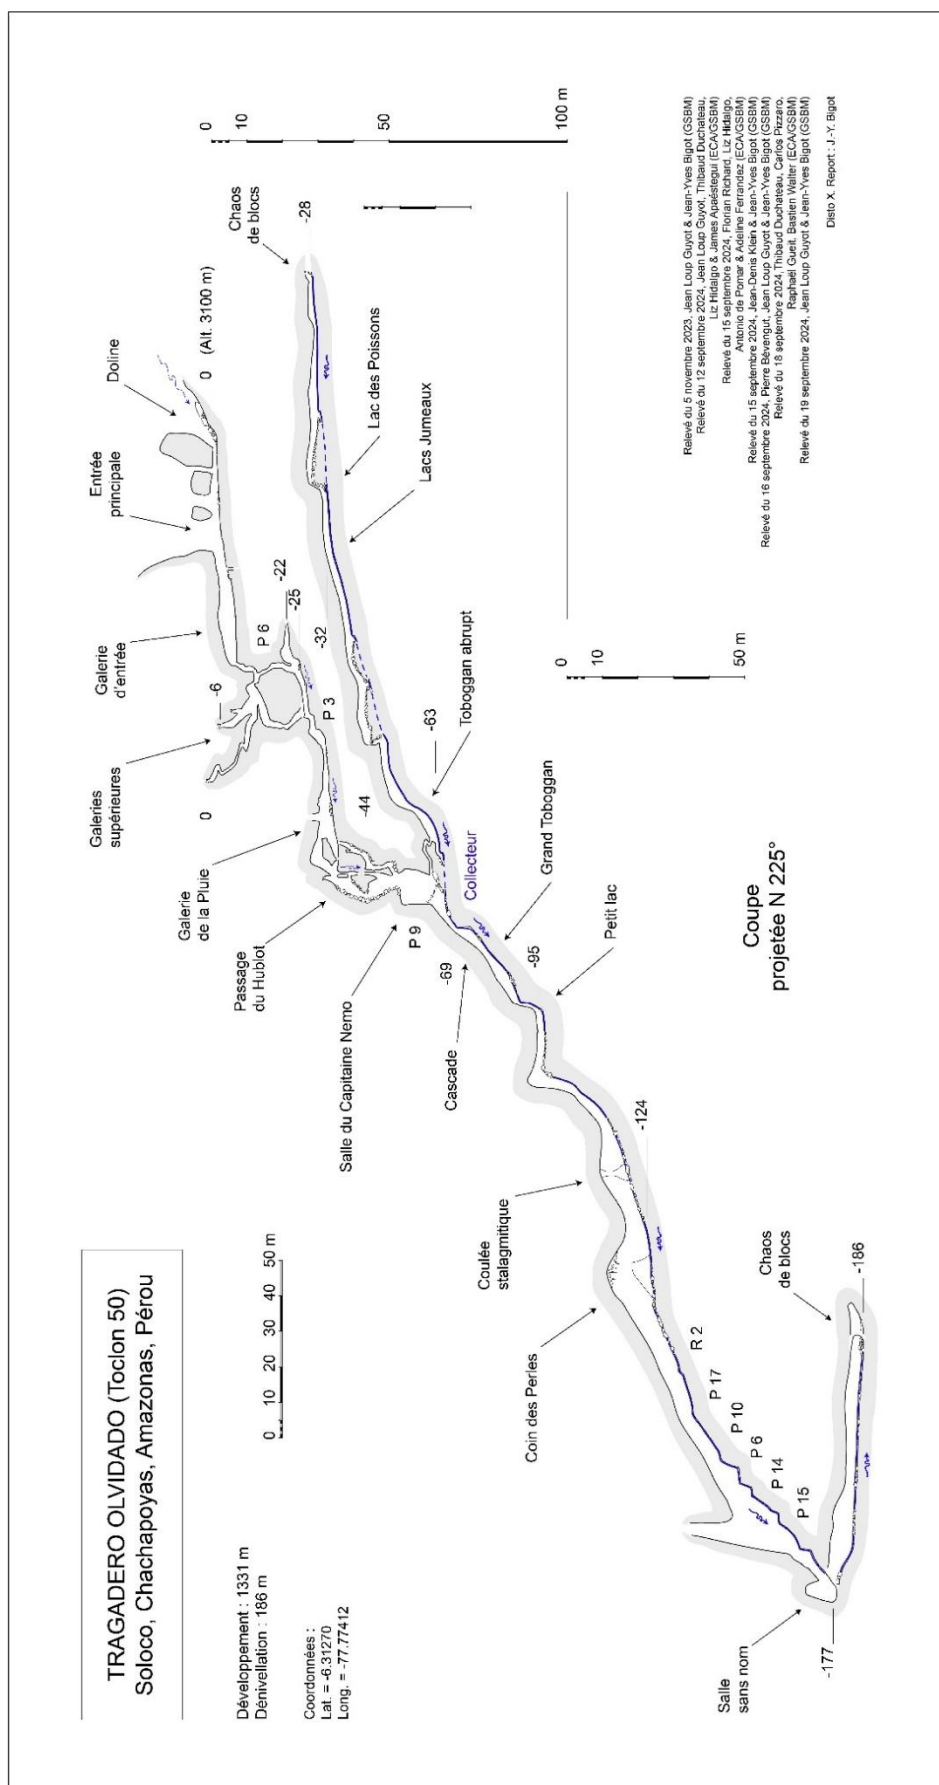 TRAGADERO OLVIDADO (Toclon 50)
Soloco, Chachapoyas, Amazonas, Pérou
Développement : 1331 m
Dénivellation : 186 m
Coordonnées :
Lat. = -6.31270
Long. = -77.77412
0 10 20 30 40 50 m
Salle
sans nom
-177
Chaos
de blocs
-186
P 15
P 14
P 6
P 10
P 17
R 2
Coin des Perles
Coulée
stalagmitique
-124
Petit lac
-95
Grand Toboggan
Cascade
-69
Collecteur
Salle du Capitaine Nemo
P 9
Toboggan abrupt
-63
Passage
du Hublot
-44
Galerie
de la Pluie
0
P 3
-32
Galeries
supérieures
-6
P 6
-25
-22
Galerie
d'entrée
Lacs Jumeaux
Lac des Poissons
Entrée
principale
Doline
0 (Alt. 3100 m)
Chaos
de blocs
-28
0
10
50
100 m
0
10
50 m
Coupe
projetée N 225°
Relevé du 5 novembre 2023, Jean Loup Guyot & Jean-Yves Bigot (GSBM)
Relevé du 12 septembre 2024, Jean Loup Guyot, Thibaud Duchateau,
Liz Hidalgo & James Apaéstegui (ECA/GSBM)
Relevé du 15 septembre 2024, Florian Richard, Liz Hidalgo,
Antonio de Pomar & Adeline Ferrandez (ECA/GSBM)
Relevé du 15 septembre 2024, Jean-Denis Klein & Jean-Yves Bigot (GSBM)
Relevé du 16 septembre 2024, Pierre Bévengut, Jean Loup Guyot & Jean-Yves Bigot (GSBM)
Relevé du 18 septembre 2024, Thibaud Duchateau, Carlos Pizzaro,
Raphaël Gueit, Bastien Walter (ECA/GSBM)
Relevé du 19 septembre 2024, Jean Loup Guyot & Jean-Yves Bigot (GSBM)
Disto X. Report : J.-Y. Bigot